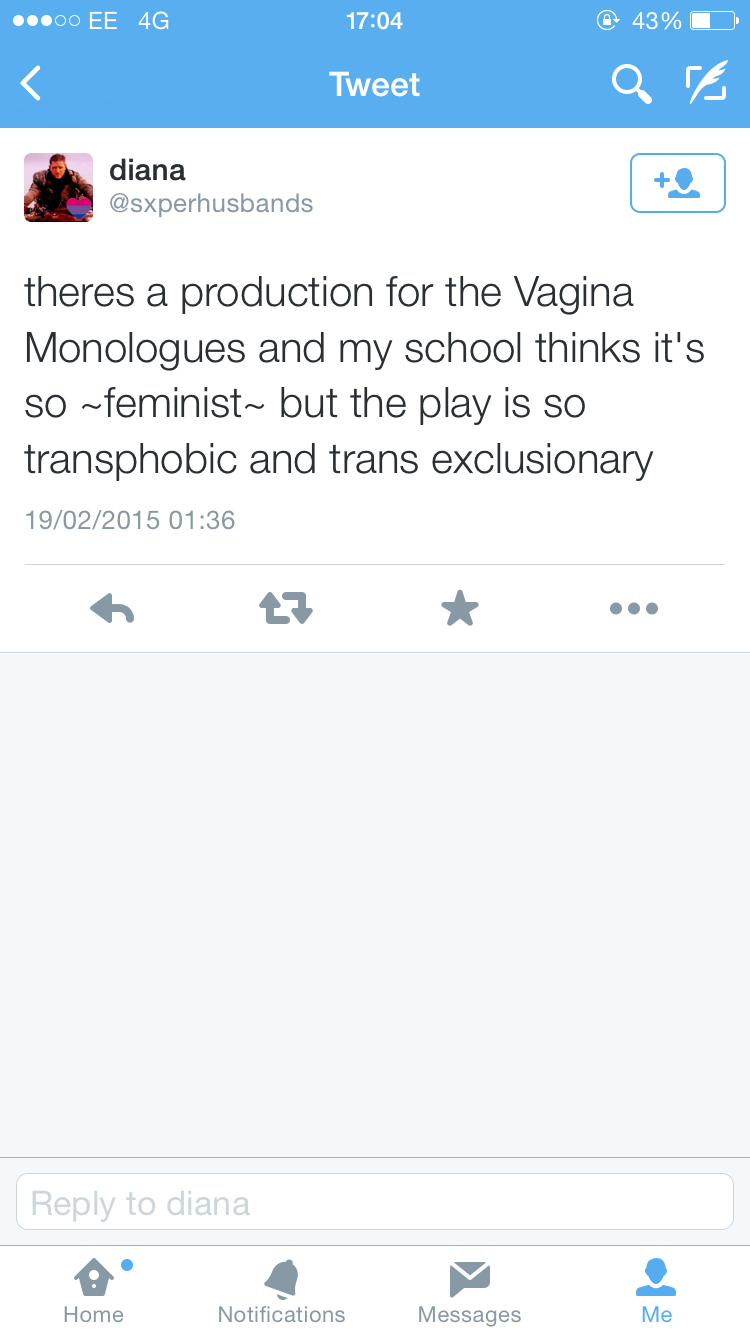 EE 4G 17:04 43%
Tweet
diana
@sxperhusbands
theres a production for the Vagina
Monologues and my school thinks it's
so ~feminist~ but the play is so
transphobic and trans exclusionary
19/02/2015 01:36
Reply to diana
Home Notifications Messages Me